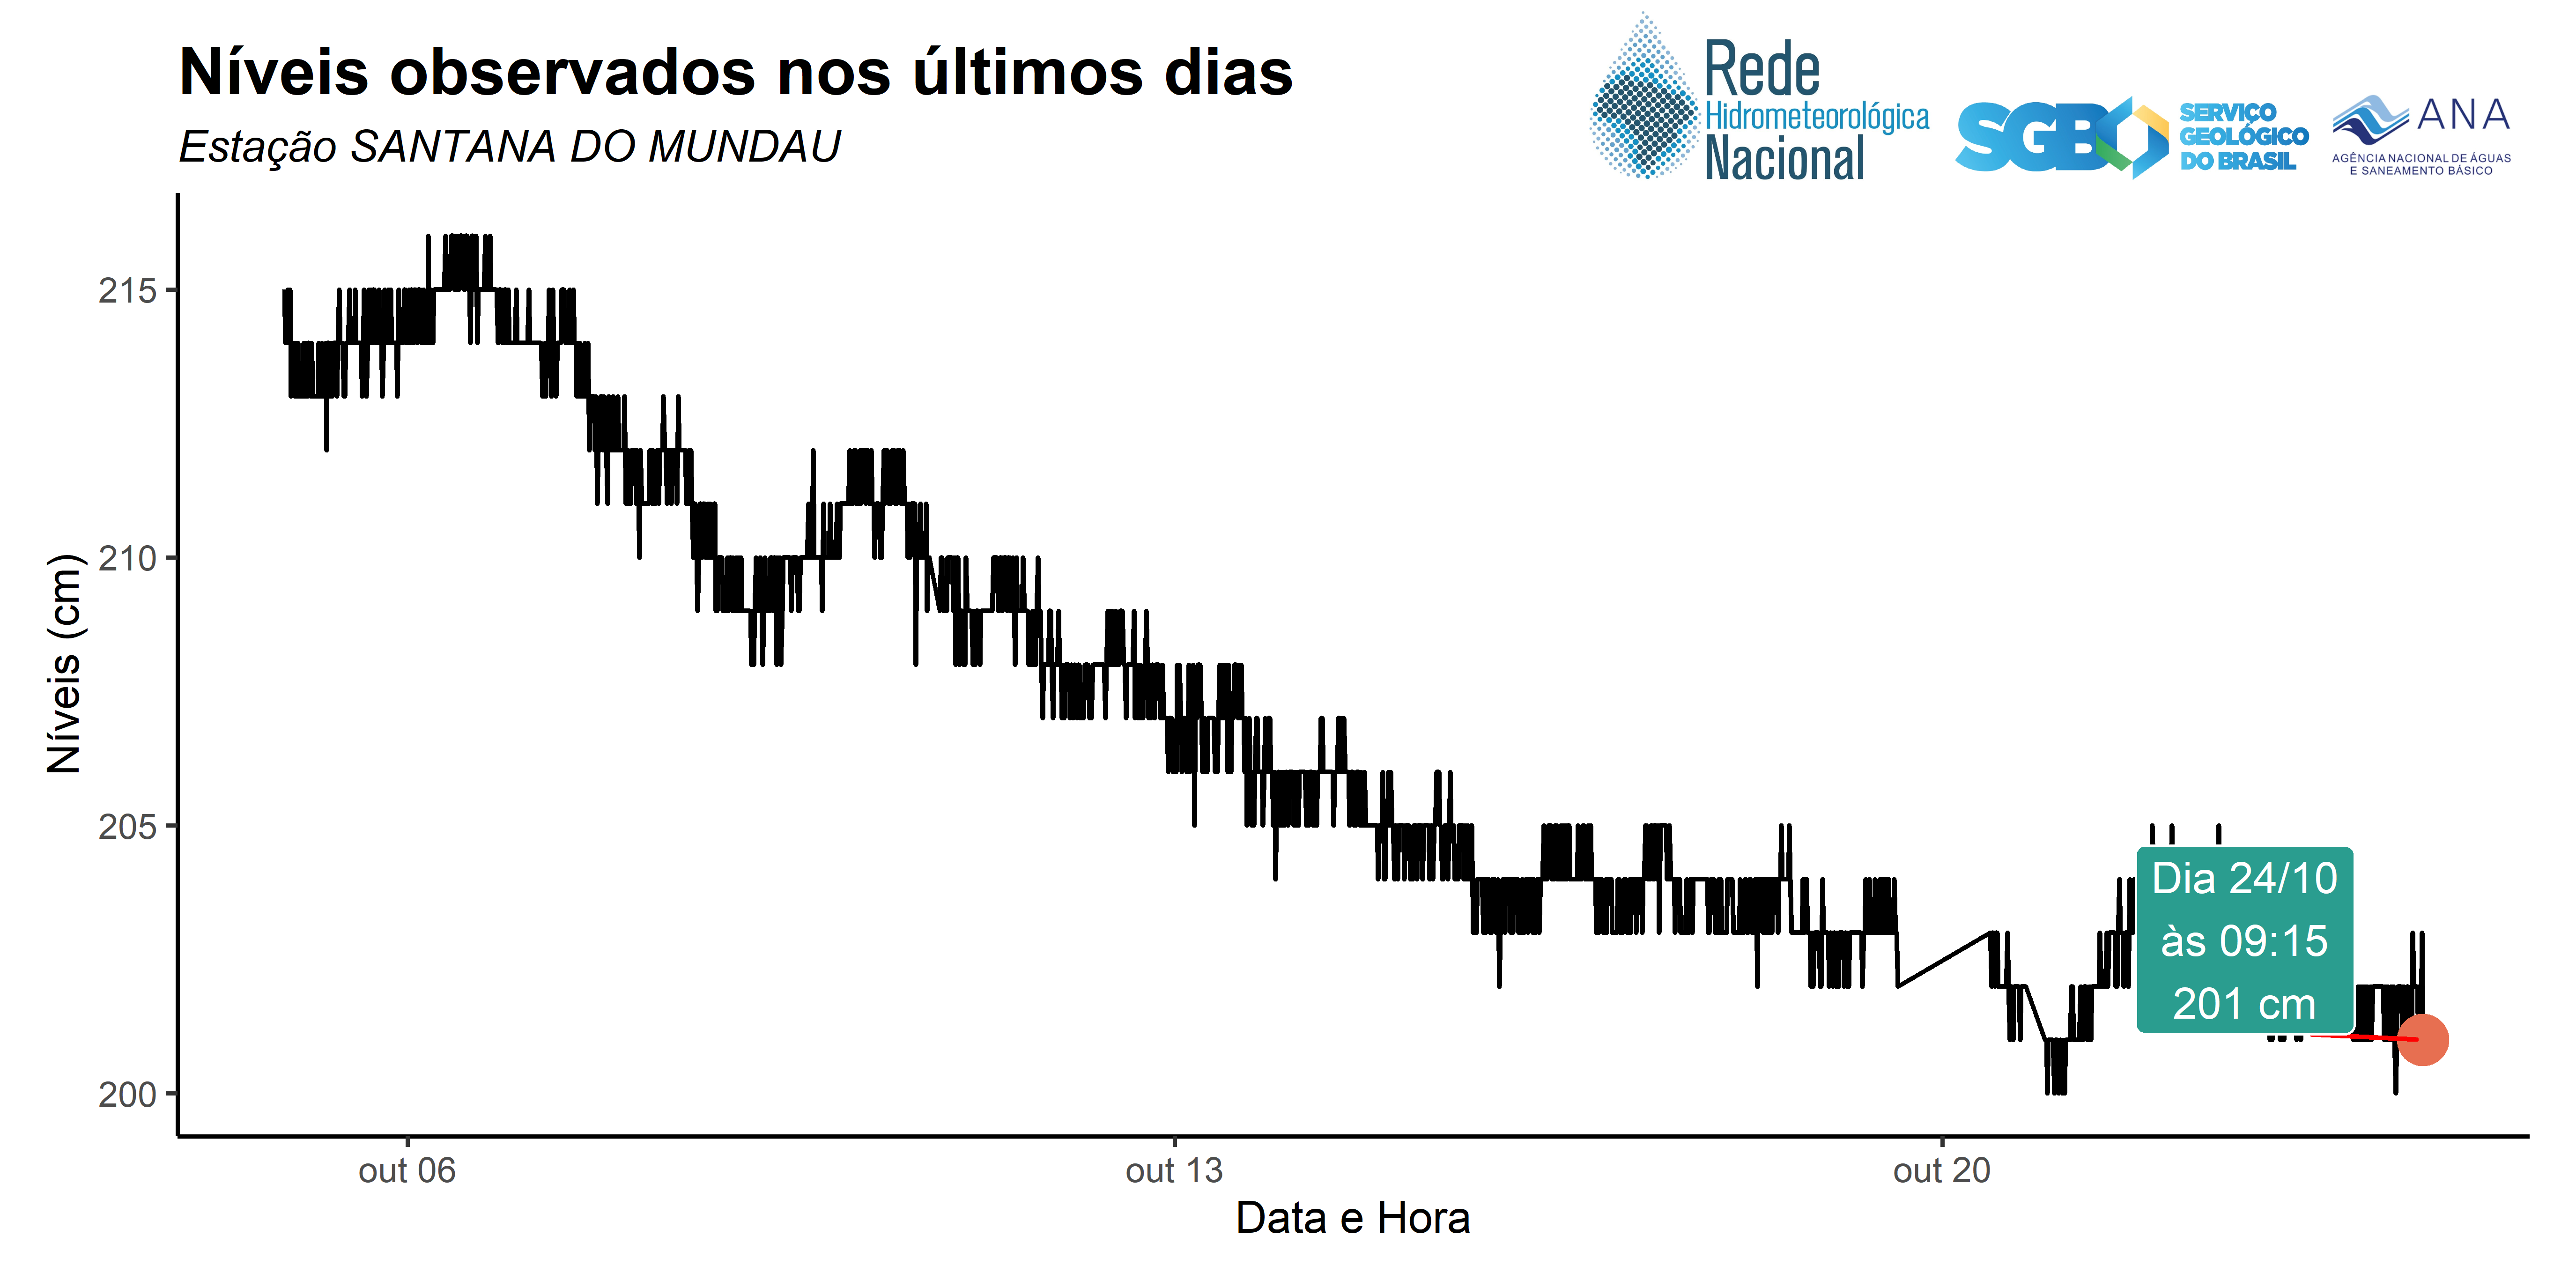 Níveis observados nos últimos dias
Estação SANTANA DO MUNDAU
Rede
Hidrometeorológica
Nacional
SGB
SERVIÇO
GEOLÓGICO
DO BRASIL
ANA
AGÊNCIA NACIONAL DE ÁGUAS
E SANEAMENTO BÁSICO
Níveis (cm)
215
210
205
200
Dia 24/10
às 09:15
201 cm
out 06
out 13
out 20
Data e Hora